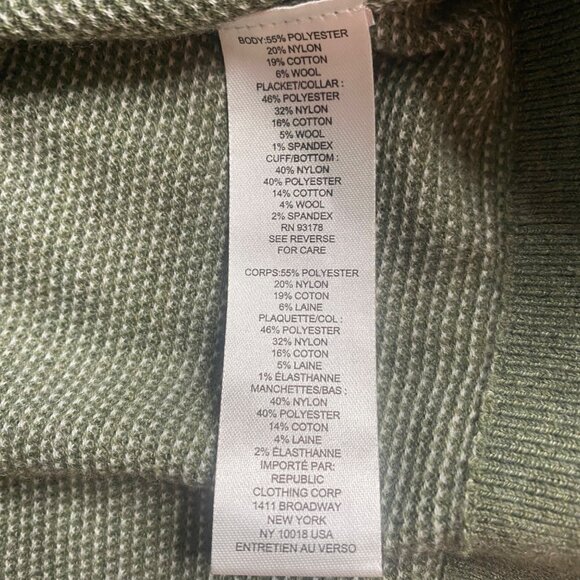 BODY:55% POLYESTER
20% NYLON
19% COTTON
6% WOOL
PLACKET/COLLAR :
46% POLYESTER
32% NYLON
16% COTTON
5% WOOL
1% SPANDEX
CUFF/BOTTOM :
40% NYLON
40% POLYESTER
14% COTTON
4% WOOL
2% SPANDEX
RN 93178
SEE REVERSE
FOR CARE
CORPS:55% POLYESTER
20% NYLON
19% COTON
6% LAINE
PLAQUETTE/COL :
46% POLYESTER
32% NYLON
16% COTON
5% LAINE
1% ÉLASTHANNE
MANCHETTES/BAS :
40% NYLON
40% POLYESTER
14% COTON
4% LAINE
2% ÉLASTHANNE
IMPORTÉ PAR:
REPUBLIC
CLOTHING CORP
1411 BROADWAY
NEW YORK
NY 10018 USA
ENTRETIEN AU VERSO